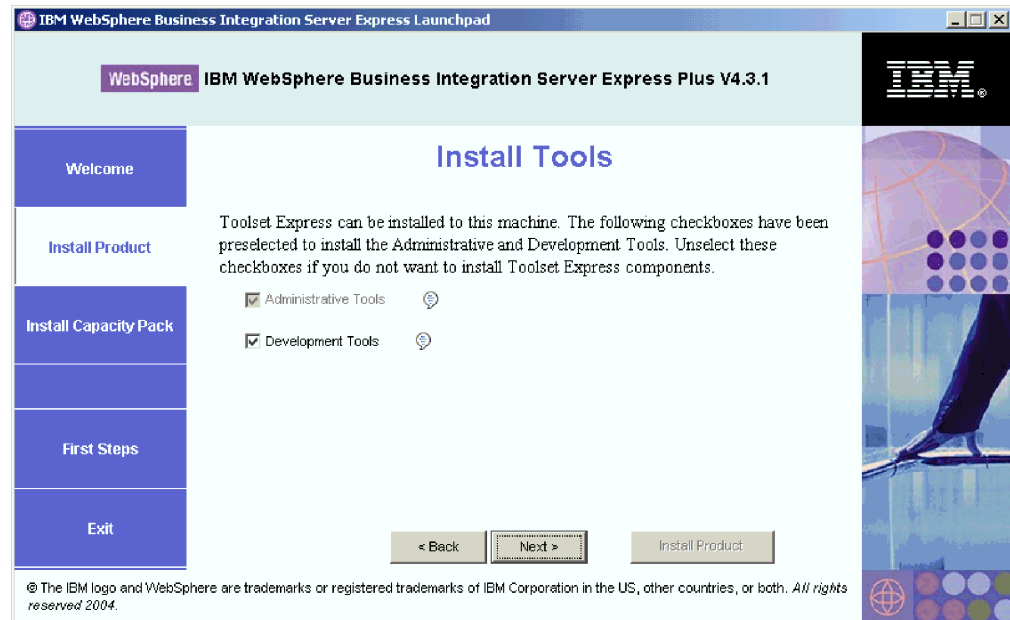 IBM WebSphere Business Integration Server Express Launchpad
WebSphere. IBM WebSphere Business Integration Server Express Plus V4.3.1
IBM®
Welcome
Install Product
Install Capacity Pack
First Steps
Exit
Install Tools
Toolset Express can be installed to this machine. The following checkboxes have been
preselected to install the Administrative and Development Tools. Unselect these
checkboxes if you do not want to install Toolset Express components.
Administrative Tools
Development Tools
< Back
Next >
Install Product
® The IBM logo and WebSphere are trademarks or registered trademarks of IBM Corporation in the US, other countries, or both. All rights
reserved 2004.